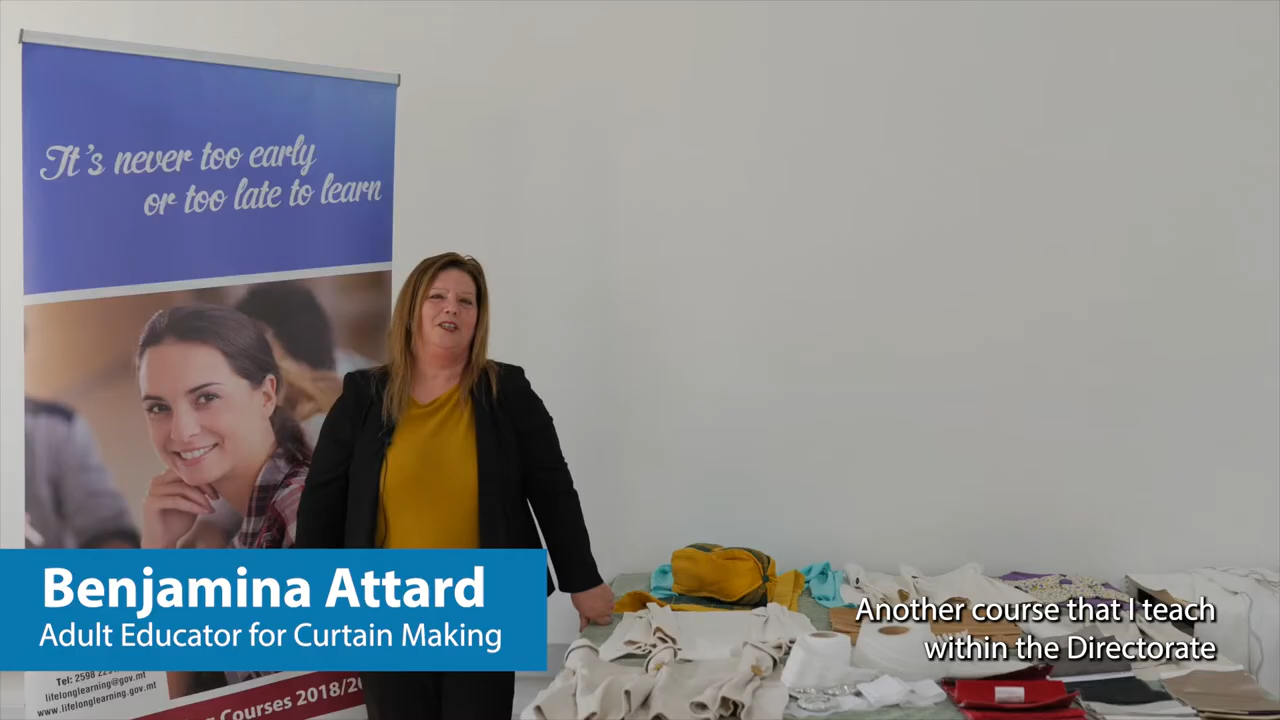 It's never too early
or too late to learn
Benjamina Attard
Adult Educator for Curtain Making
Another course that I teach
within the Directorate
Tel: 2598
lifelonglearning@gov.mt
www.lifelonglearning.gov.mt
Courses 2018/20